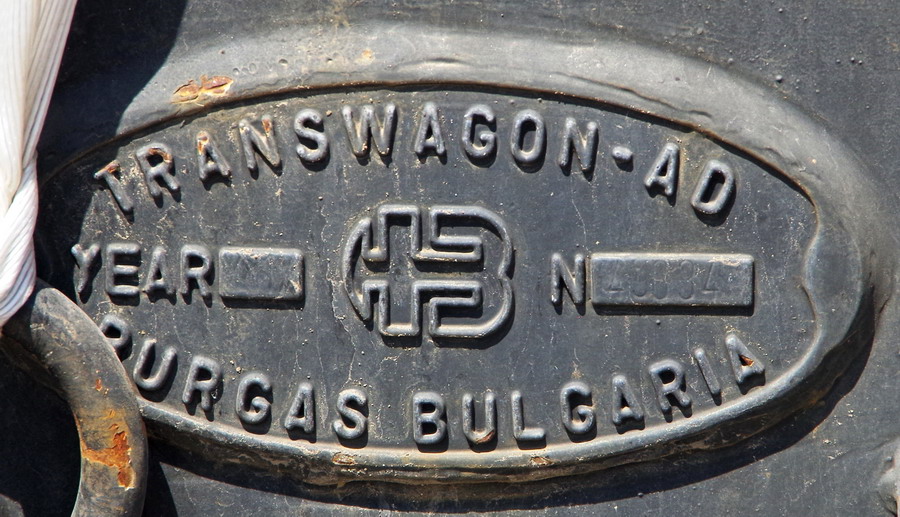 TRANSWAGON-AD
YEAR
N
BURGAS BULGARIA